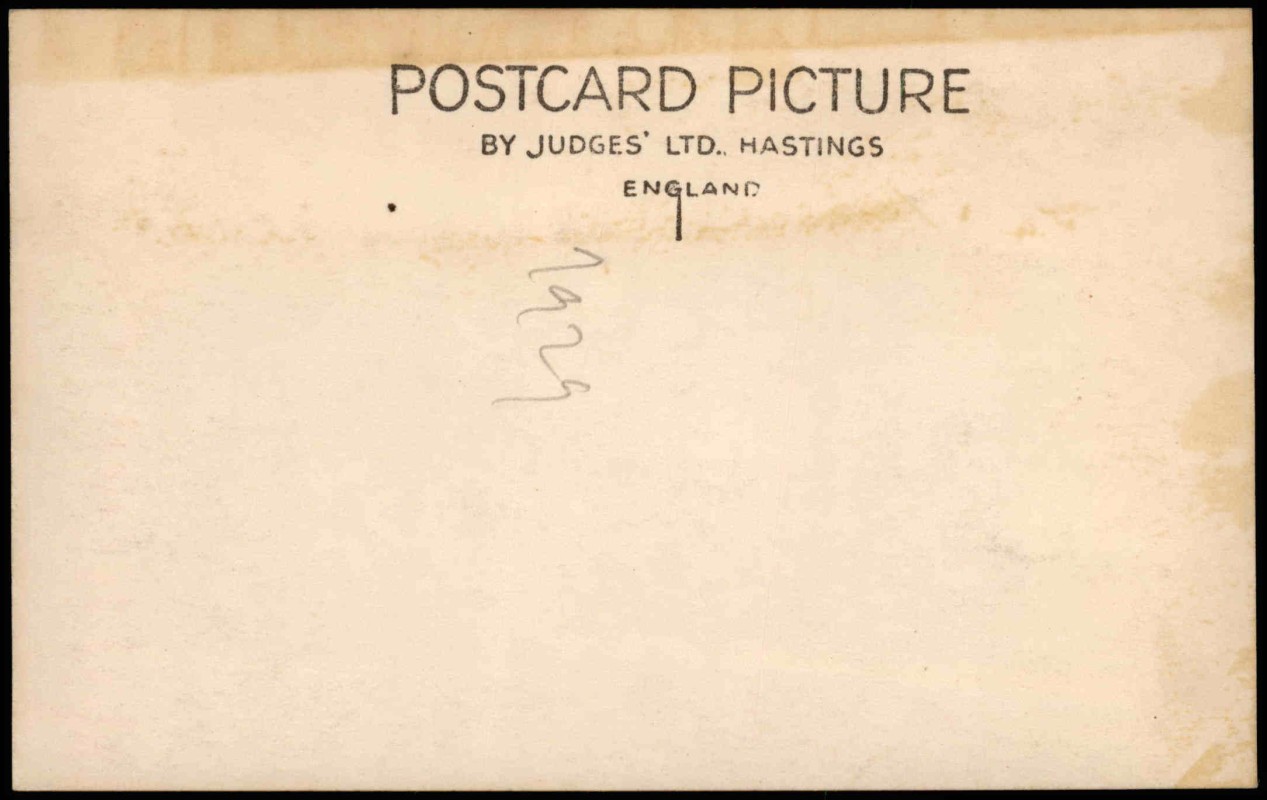 POSTCARD PICTURE
BY JUDGES' LTD., HASTINGS
ENGLAND
1929